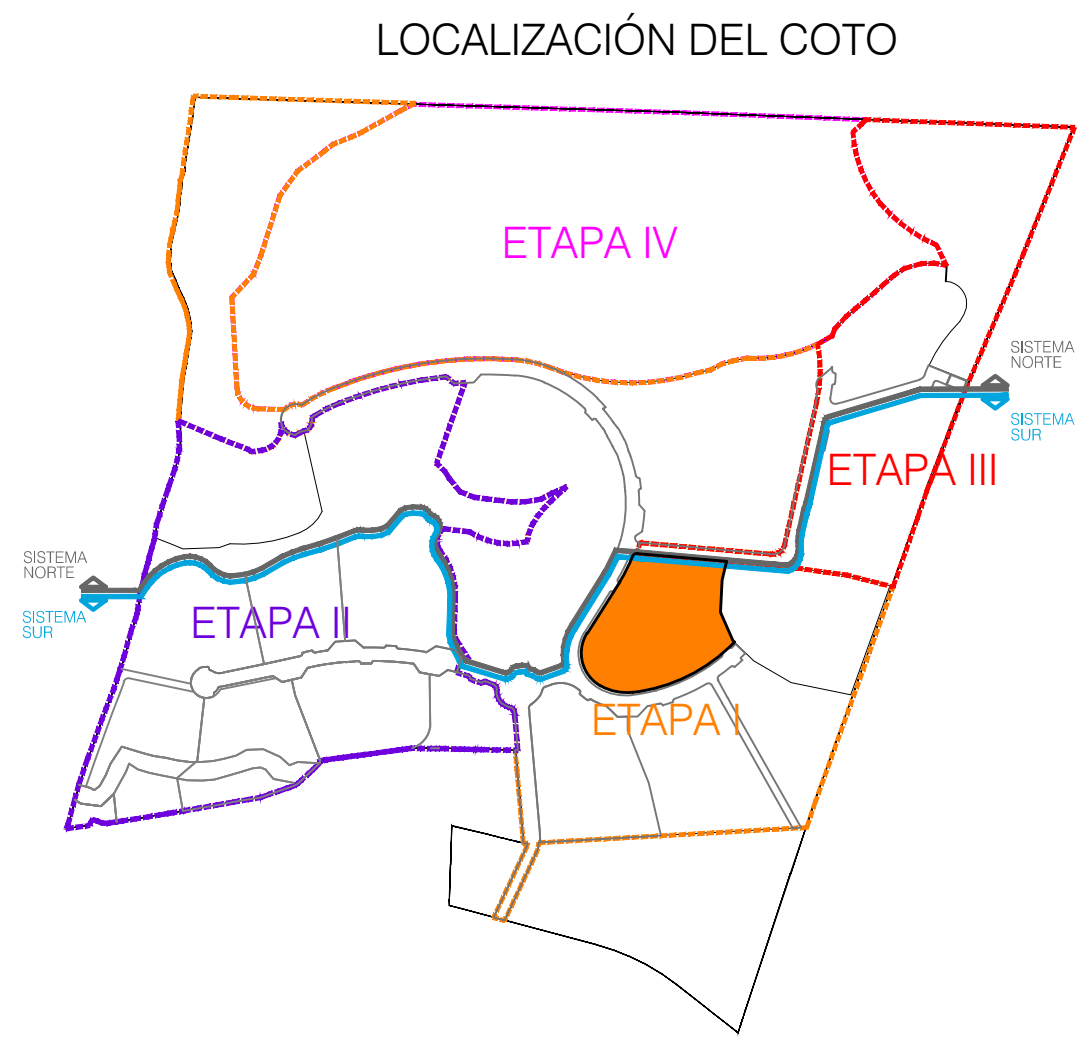 LOCALIZACIÓN DEL COTO
ETAPA IV
SISTEMA
NORTE
SISTEMA
SUR
ETAPA III
SISTEMA
NORTE
SISTEMA
SUR
ETAPA II
ETAPA I